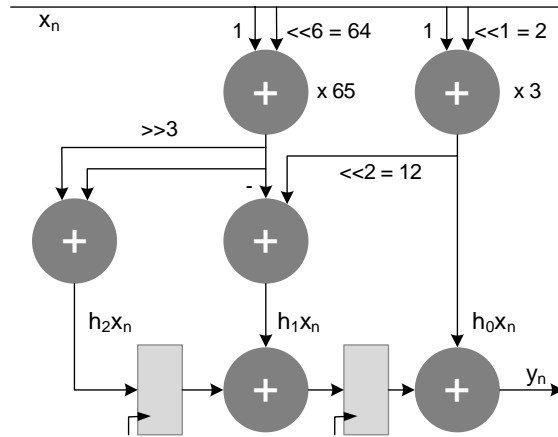 xn
1 <<6 = 64 1 <<1 = 2
+ x 65 + x 3
>>3
- <<2 = 12
+ +
h2xn h1xn h0xn
yn
+ +